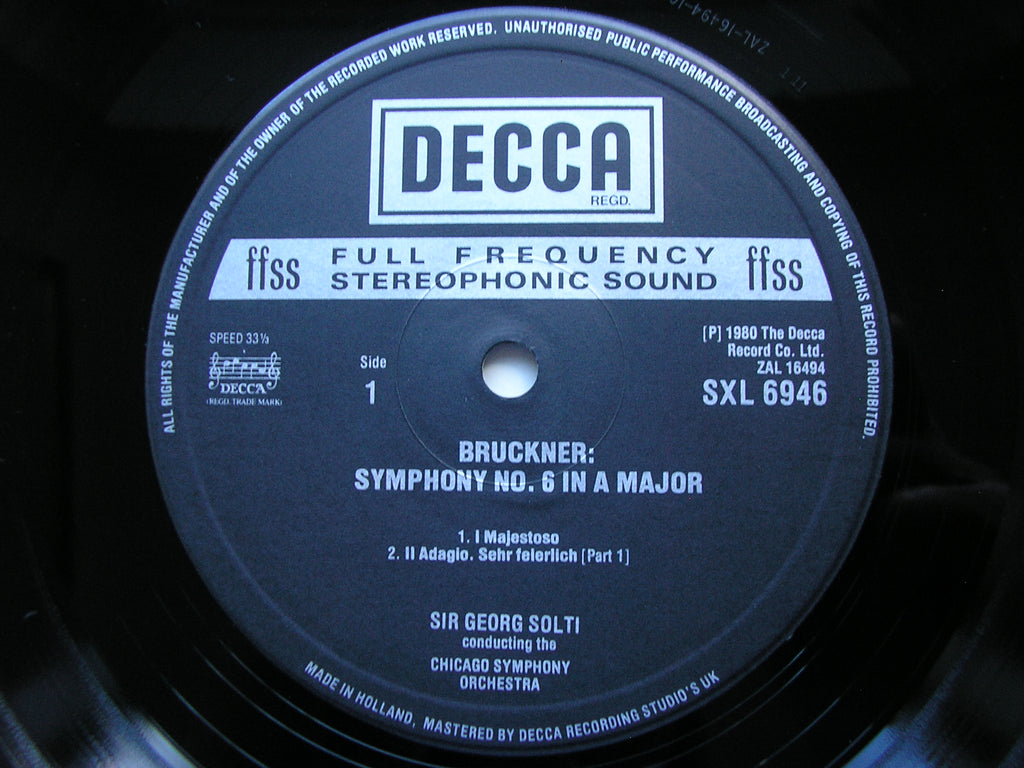 ZAL-16494-1
ALL RIGHTS OF THE MANUFACTURER AND OF THE OWNER OF THE RECORDED WORK RESERVED. UNAUTHORISED PUBLIC PERFORMANCE BROADCASTING AND COPYING OF THIS RECORD PROHIBITED.
DECCA
REGD.
ffss FULL FREQUENCY ffss
STEREOPHONIC SOUND
SPEED 33⅓
DECCA
(REGD. TRADE MARK)
Side
1
[P] 1980 The Decca
Record Co. Ltd.
ZAL 16494
SXL 6946
BRUCKNER:
SYMPHONY NO. 6 IN A MAJOR
1. I Majestoso
2. II Adagio. Sehr feierlich [Part 1]
SIR GEORG SOLTI
conducting the
CHICAGO SYMPHONY
ORCHESTRA
MADE IN HOLLAND, MASTERED BY DECCA RECORDING STUDIO'S UK